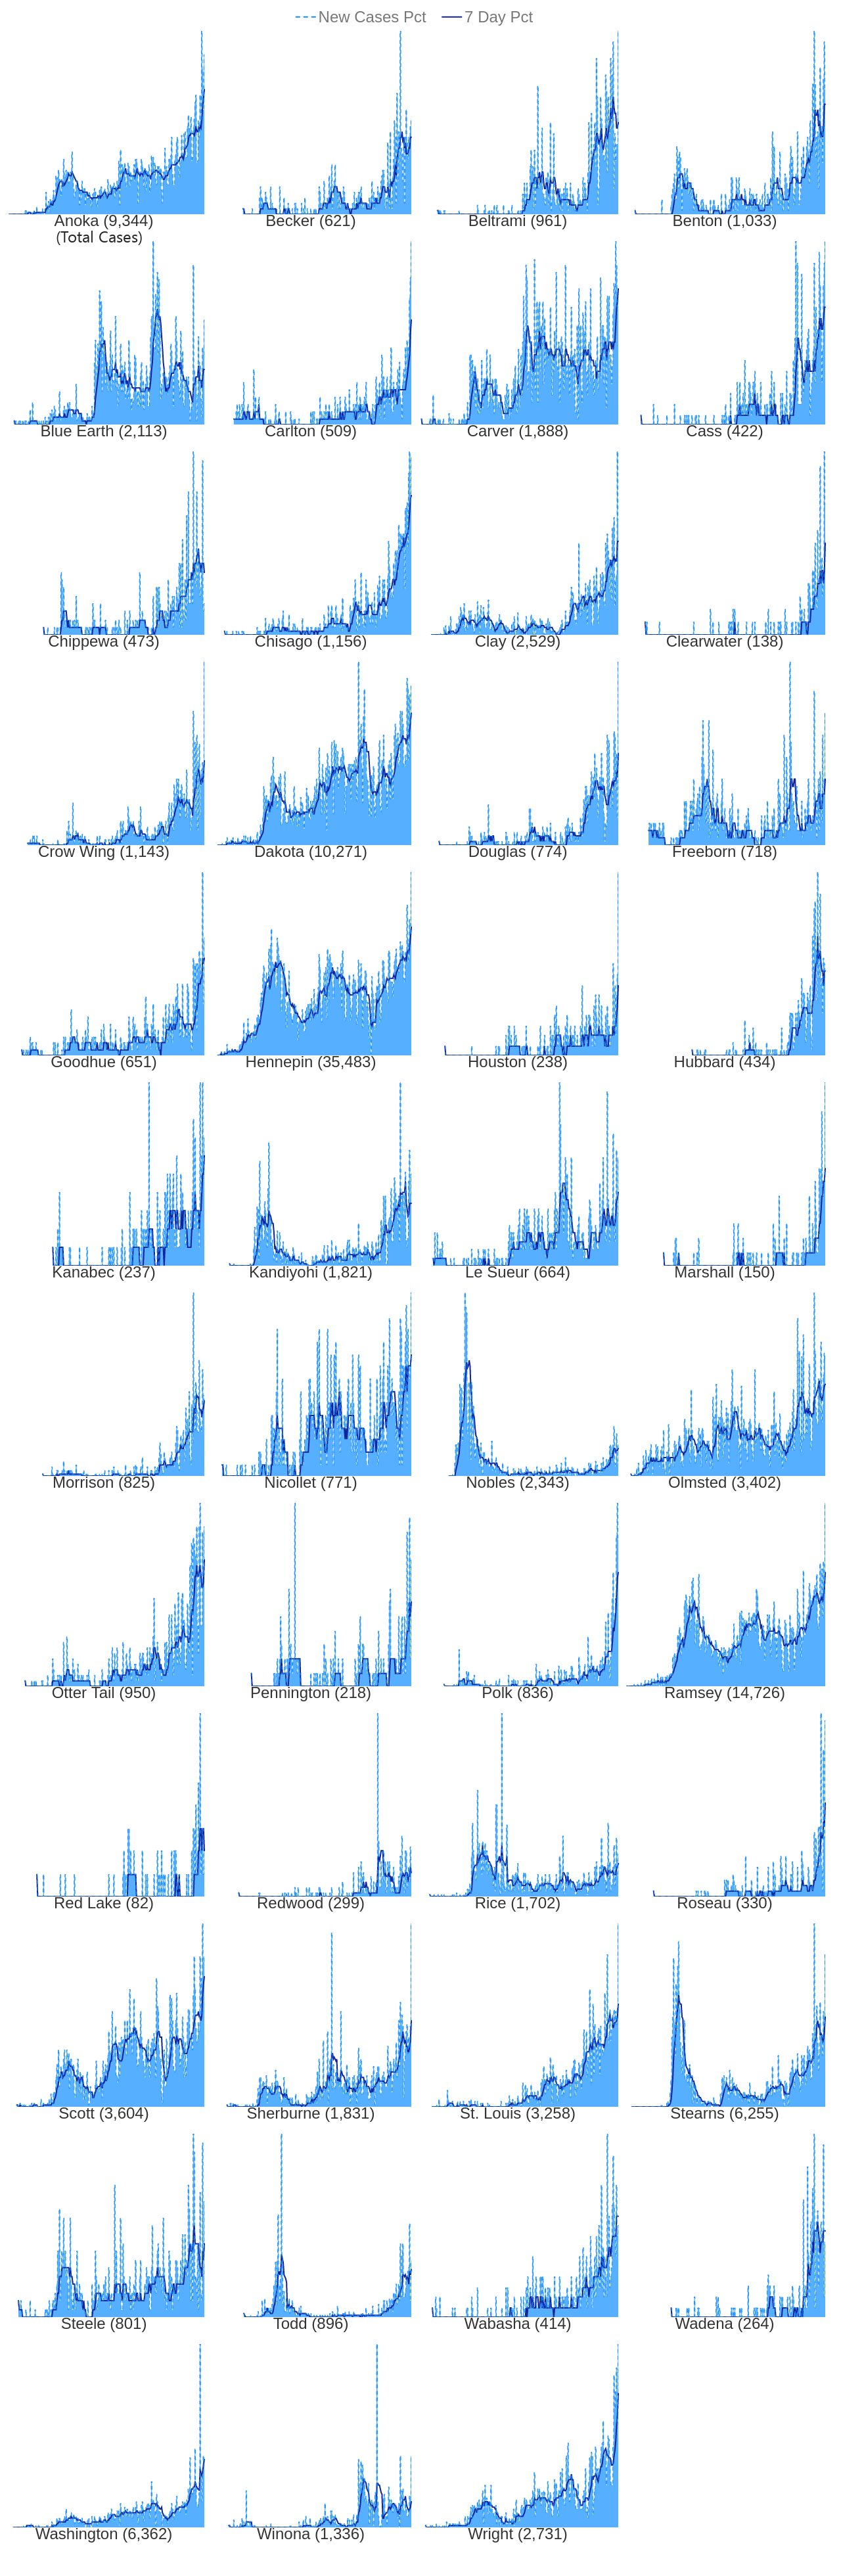 New Cases Pct 7 Day Pct
Anoka (9,344) Becker (621) Beltrami (961) Benton (1,033)
(Total Cases)
Blue Earth (2,113) Carlton (509) Carver (1,888) Cass (422)
Chippewa (473) Chisago (1,156) Clay (2,529) Clearwater (138)
Crow Wing (1,143) Dakota (10,271) Douglas (774) Freeborn (718)
Goodhue (651) Hennepin (35,483) Houston (238) Hubbard (434)
Kanabec (237) Kandiyohi (1,821) Le Sueur (664) Marshall (150)
Morrison (825) Nicollet (771) Nobles (2,343) Olmsted (3,402)
Otter Tail (950) Pennington (218) Polk (836) Ramsey (14,726)
Red Lake (82) Redwood (299) Rice (1,702) Roseau (330)
Scott (3,604) Sherburne (1,831) St. Louis (3,258) Stearns (6,255)
Steele (801) Todd (896) Wabasha (414) Wadena (264)
Washington (6,362) Winona (1,336) Wright (2,731)